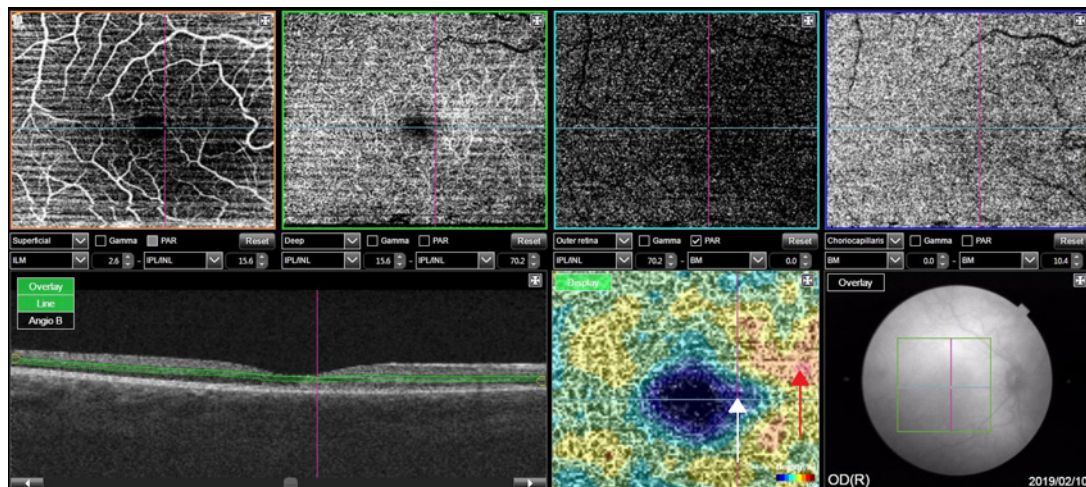 Superficial Gamma PAR Reset
Deep Gamma PAR Reset
Outer retina Gamma PAR Reset
Choriocapillaris Gamma PAR Reset
ILM 2.6 - IPL/INL 15.6
IPL/INL 15.6 - IPL/INL 70.2
IPL/INL 70.2 - BM 0.0
BM 0.0 - BM 10.4
Overlay
Line
Angio B
Display
Overlay
OD(R)
2019/02/10